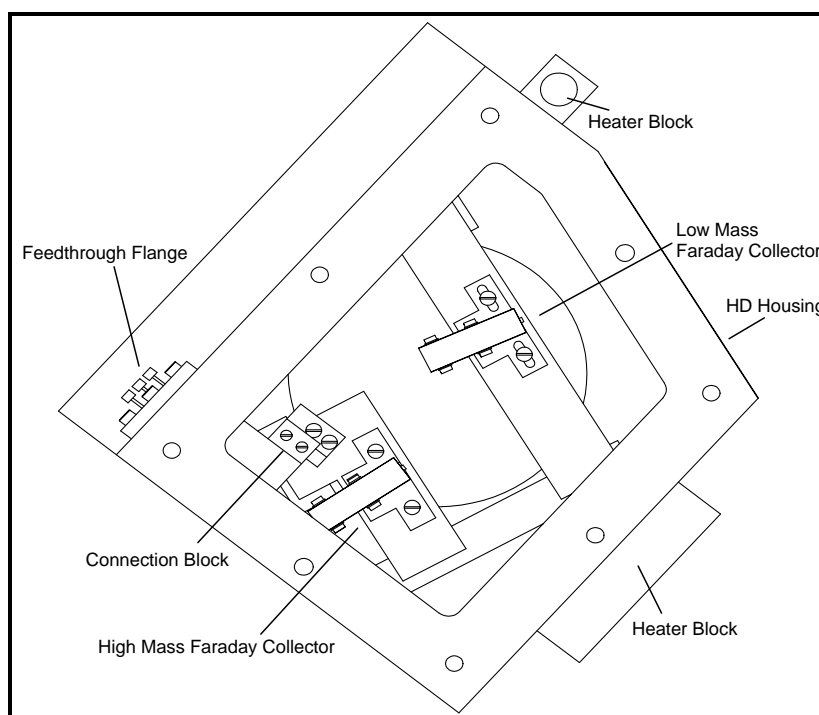 Heater Block
Low Mass
Faraday Collector
Feedthrough Flange
HD Housing
Connection Block
Heater Block
High Mass Faraday Collector